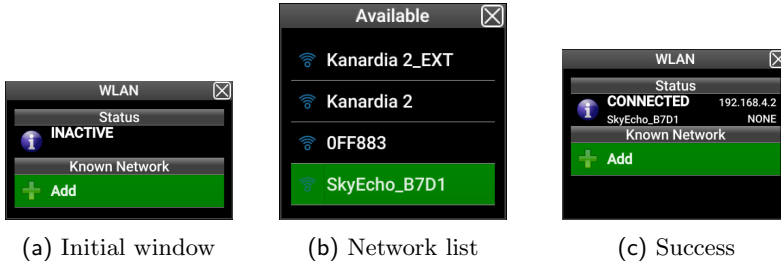 WLAN
Status
INACTIVE
Known Network
Add
(a) Initial window
Available
Kanardia 2_EXT
Kanardia 2
0FF883
SkyEcho_B7D1
(b) Network list
WLAN
Status
CONNECTED 192.168.4.2
SkyEcho_B7D1 NONE
Known Network
Add
(c) Success